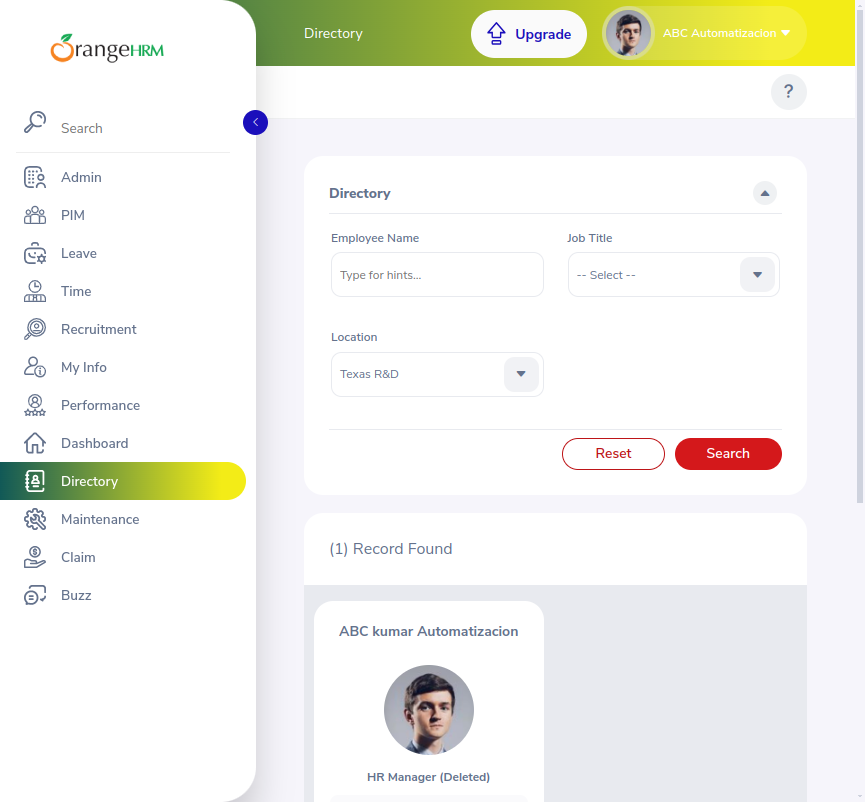 OrangeHRM
Search
Admin
PIM
Leave
Time
Recruitment
My Info
Performance
Dashboard
Directory
Maintenance
Claim
Buzz
Directory
Upgrade
ABC Automatizacion
?
Directory
Employee Name
Job Title
Type for hints...
-- Select --
Location
Texas R&D
Reset
Search
(1) Record Found
ABC kumar Automatizacion
HR Manager (Deleted)